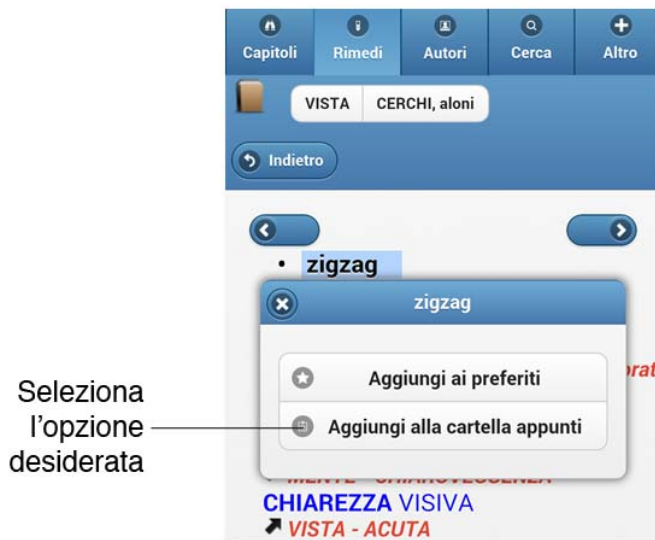 Capitoli Rimedi Autori Cerca Altro
VISTA CERCHI, aloni
Indietro
• zigzag
zigzag
Aggiungi ai preferiti
Seleziona
l'opzione
desiderata
Aggiungi alla cartella appunti
CHIAREZZA VISIVA
VISTA - ACUTA